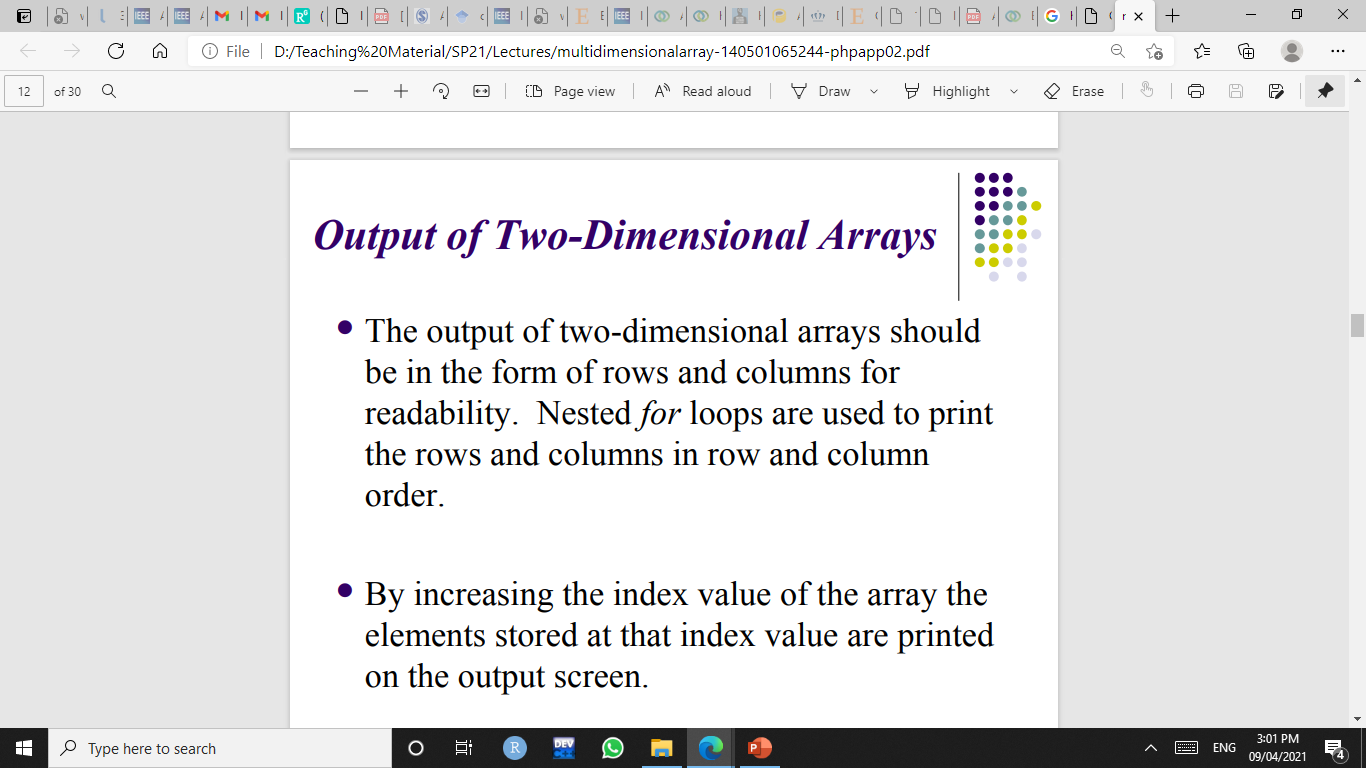 File D:/Teaching%20Material/SP21/Lectures/multidimensionalarray-140501065244-phpapp02.pdf
12 of 30 Page view Read aloud Draw Highlight Erase
Output of Two-Dimensional Arrays
The output of two-dimensional arrays should
be in the form of rows and columns for
readability. Nested for loops are used to print
the rows and columns in row and column
order.
By increasing the index value of the array the
elements stored at that index value are printed
on the output screen.
Type here to search
ENG
3:01 PM
09/04/2021
4